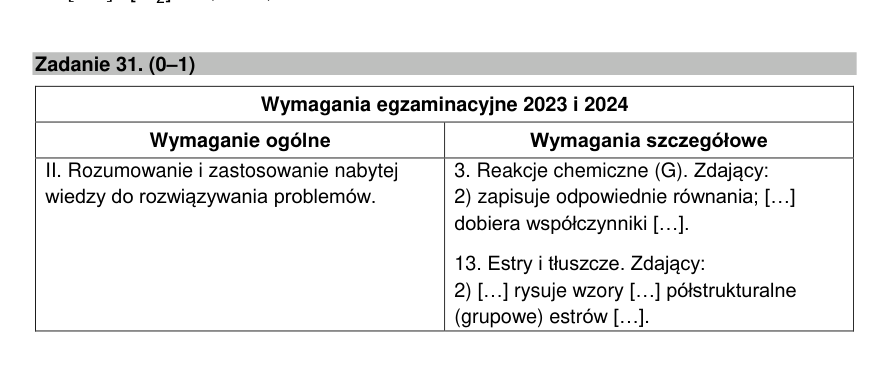 Zadanie 31. (0–1)
Wymagania egzaminacyjne 2023 i 2024
Wymaganie ogólne
Wymagania szczegółowe
II. Rozumowanie i zastosowanie nabytej
wiedzy do rozwiązywania problemów.
3. Reakcje chemiczne (G). Zdający:
2) zapisuje odpowiednie równania; […]
dobiera współczynniki […].
13. Estry i tłuszcze. Zdający:
2) […] rysuje wzory […] półstrukturalne
(grupowe) estrów […].